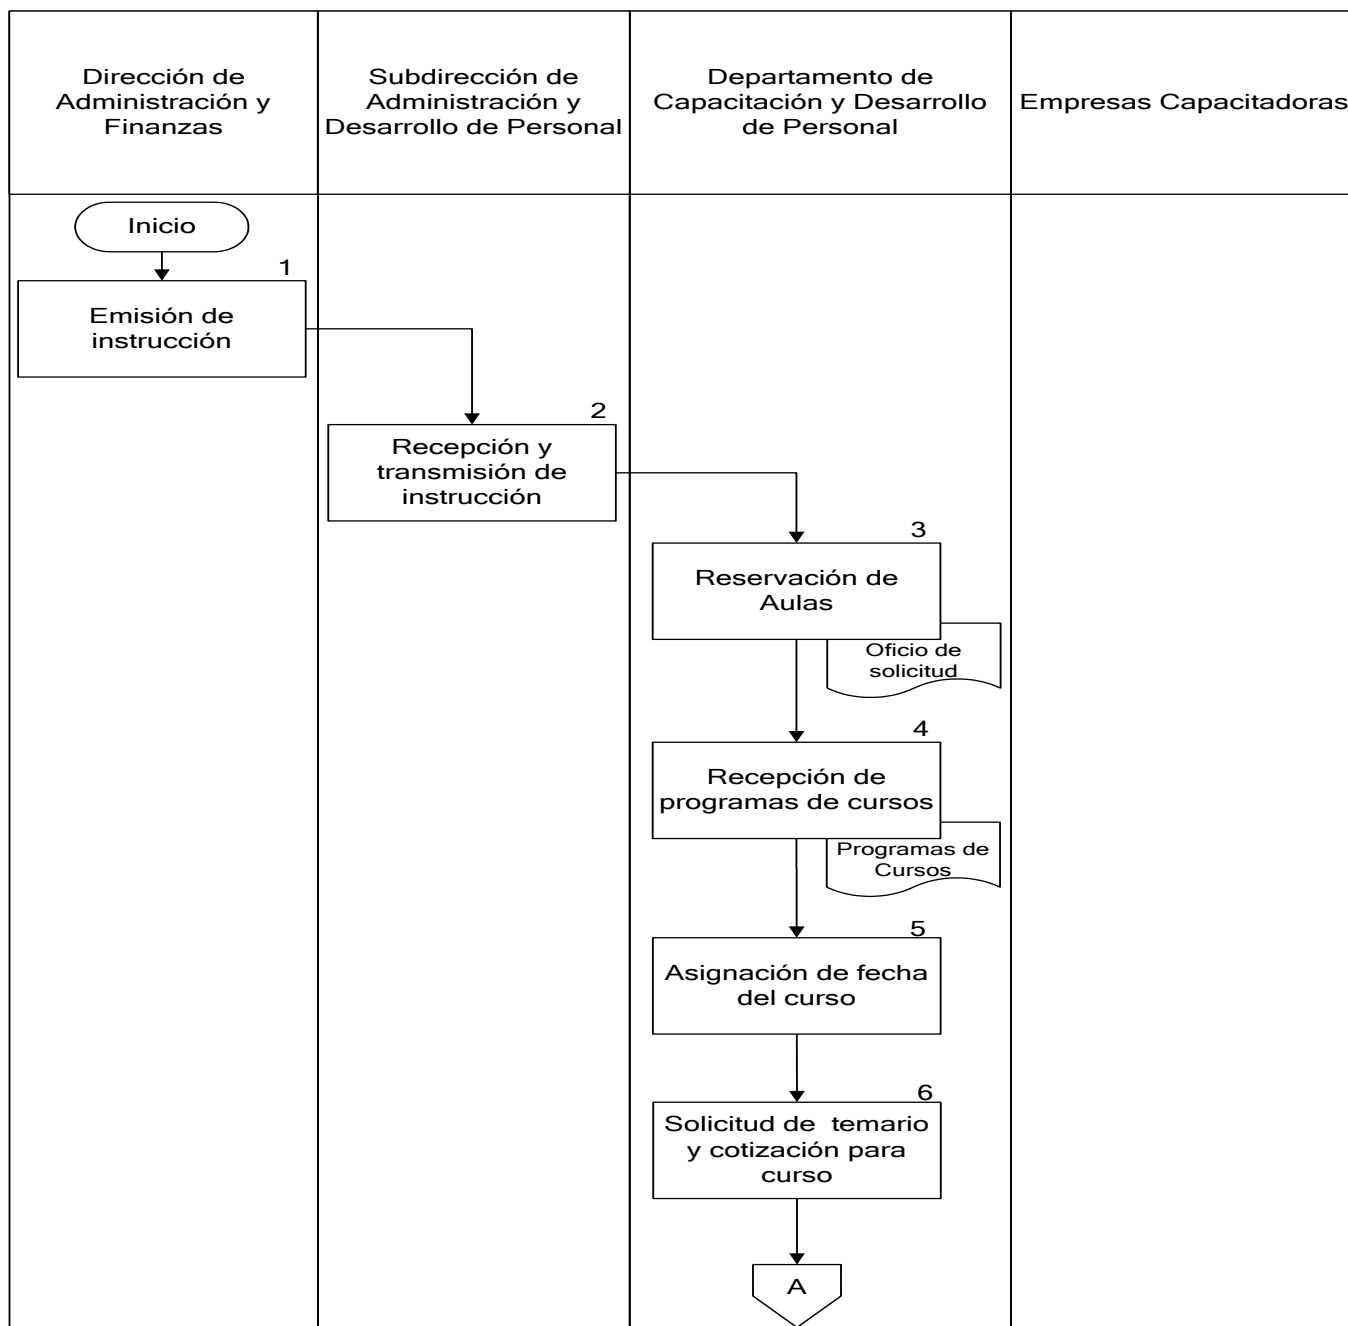 Dirección de
Administración y
Finanzas
Subdirección de
Administración y
Desarrollo de Personal
Departamento de
Capacitación y Desarrollo
de Personal
Empresas Capacitadoras
Inicio
1
Emisión de
instrucción
2
Recepción y
transmisión de
instrucción
3
Reservación de
Aulas
Oficio de
solicitud
4
Recepción de
programas de cursos
Programas de
Cursos
5
Asignación de fecha
del curso
6
Solicitud de  temario
y cotización para
curso
A